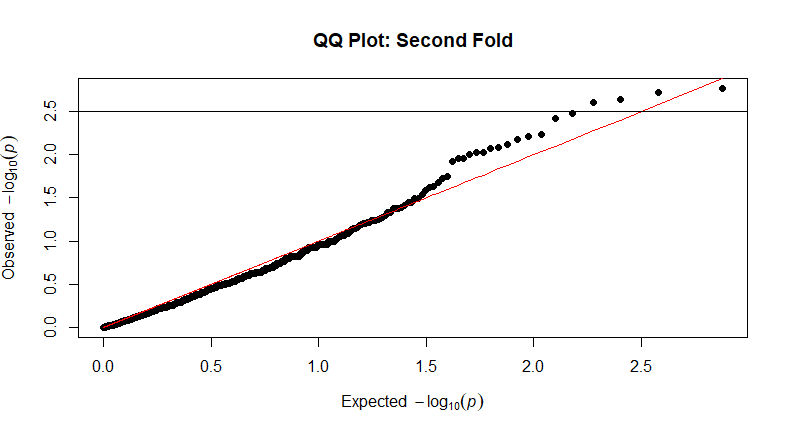 QQ Plot: Second Fold
Observed −log10(p)
2.5
2.0
1.5
1.0
0.5
0.0
0.0 0.5 1.0 1.5 2.0 2.5
Expected −log10(p)